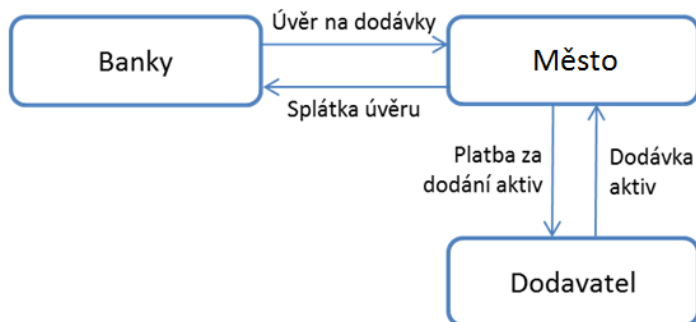 Úvěr na dodávky
Banky
Město
Splátka úvěru
Platba za
dodání aktiv
Dodávka
aktiv
Dodavatel